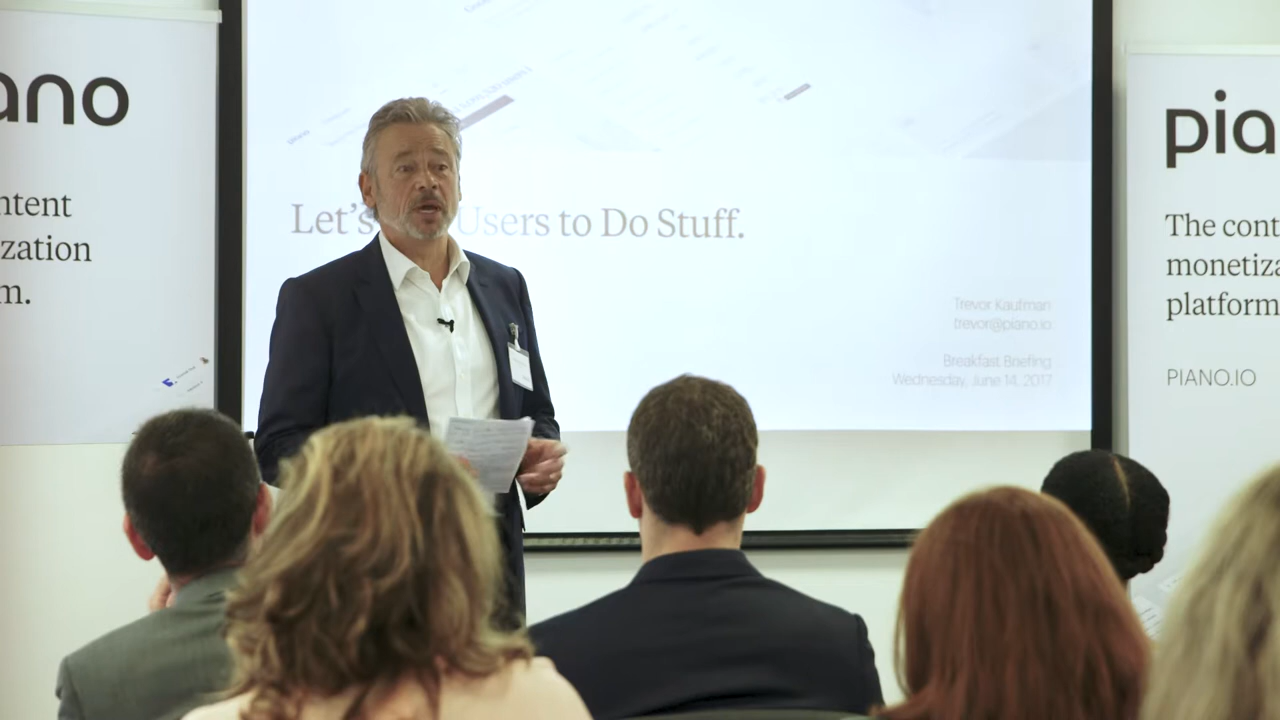 ano
ntent
zation
m.
Let's Users to Do Stuff.
Trevor Kaufman
trevor@piano.io
Breakfast Briefing
Wednesday, June 14, 2017
pia
The cont
monetiza
platform
PIANO.IO